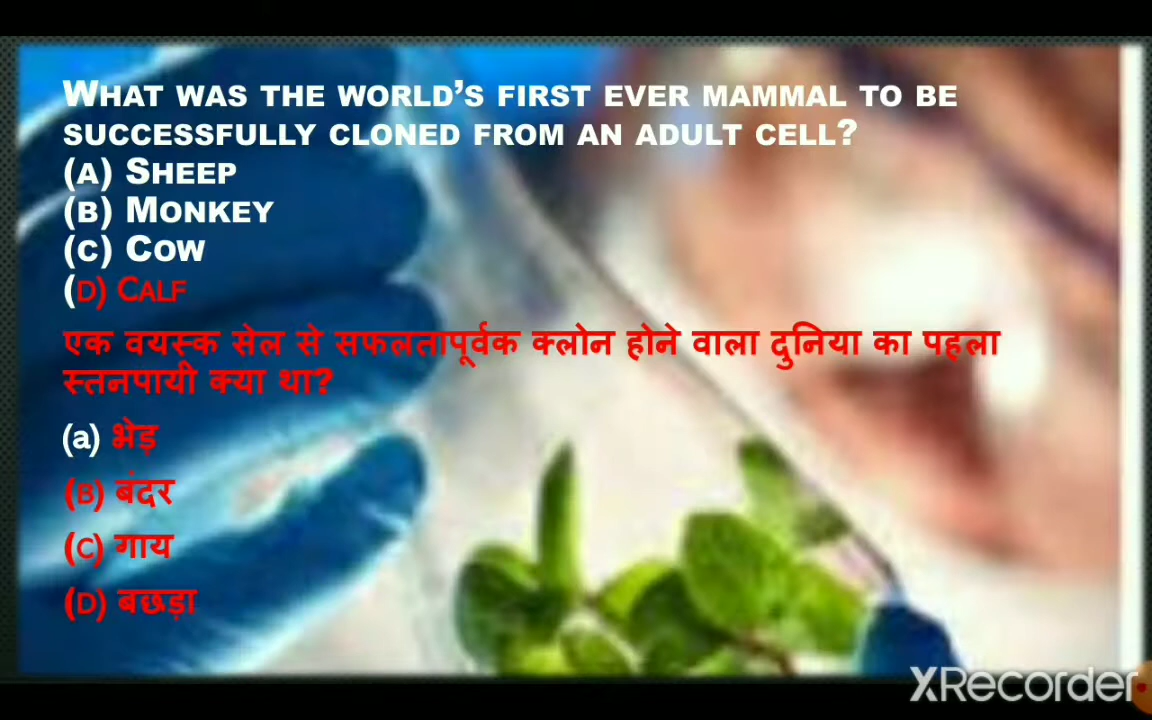 WHAT WAS THE WORLD’S FIRST EVER MAMMAL TO BE
SUCCESSFULLY CLONED FROM AN ADULT CELL?
(A) SHEEP
(B) MONKEY
(C) COW
(D) CALF
एक वयस्क सेल से सफलतापूर्वक क्लोन होने वाला दुनिया का पहला
स्तनपायी क्या था?
(a) भेड़
(B) बंदर
(C) गाय
(D) बछड़ा
XRecorder